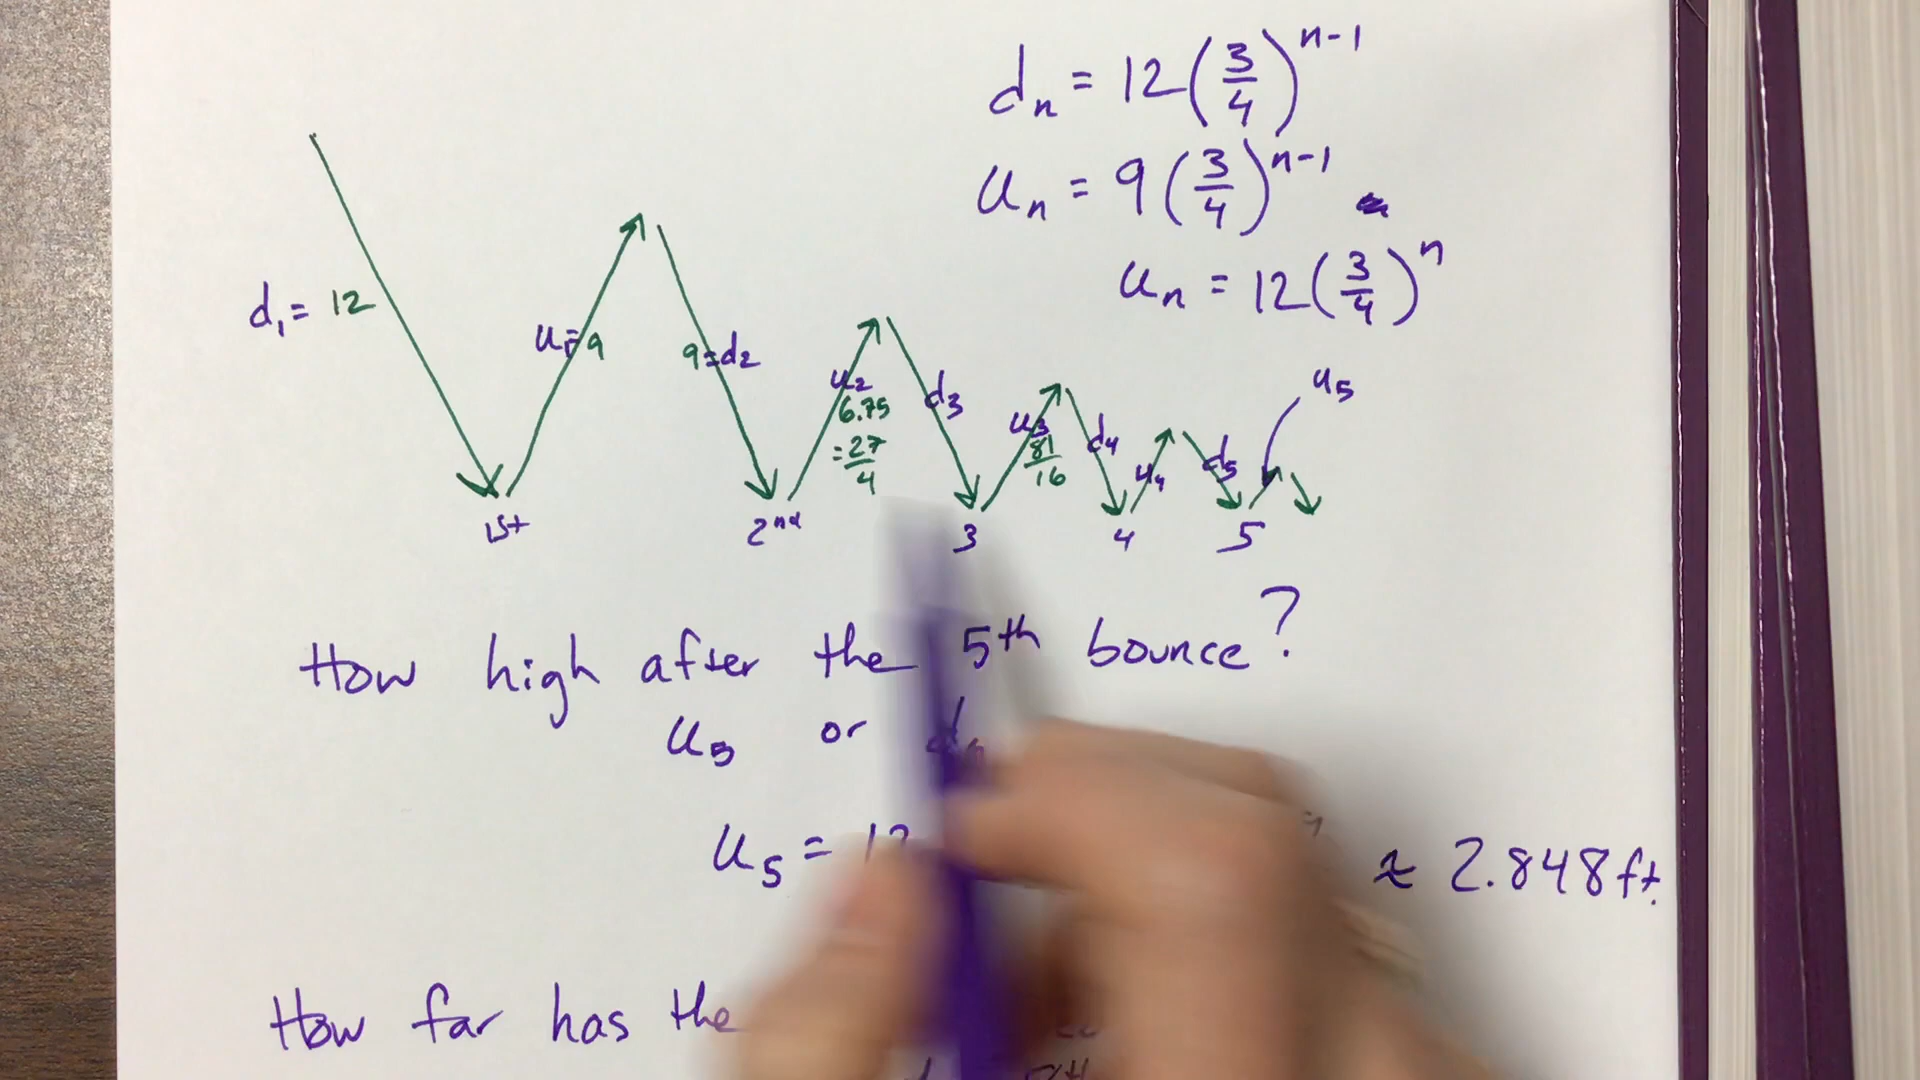 dₙ = 12(3/4)ⁿ⁻¹
uₙ = 9(3/4)ⁿ⁻¹
uₙ = 12(3/4)ⁿ
d₁ = 12
u₁=9
9=d₂
u₂
6.75
=27/4
d₃
u₃
81/16
d₄
u₄
d₅
u₅
1st
2nd
3
4
5
How high after the 5th bounce?
u₅ or
u₅ = 12 ≈ 2.848ft.
How far has the